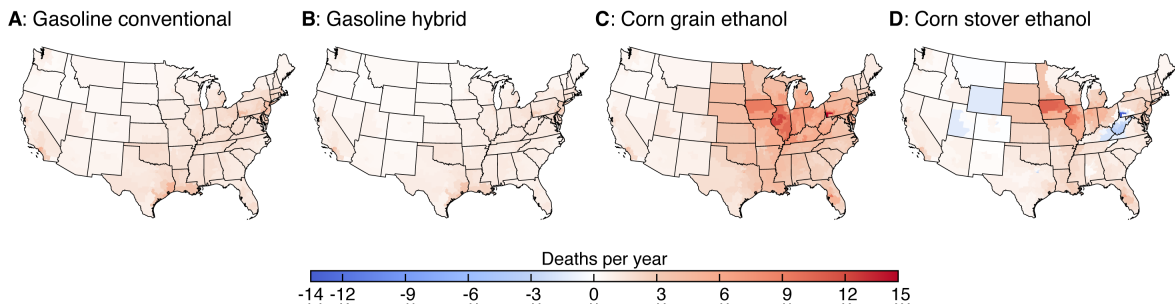 A: Gasoline conventional
B: Gasoline hybrid
C: Corn grain ethanol
D: Corn stover ethanol
Deaths per year
-14 -12 -9 -6 -3 0 3 6 9 12 15